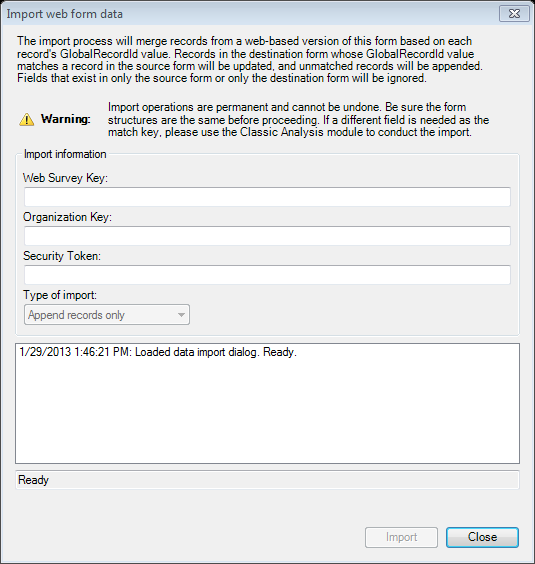 Import web form data
The import process will merge records from a web-based version of this form based on each
record's GlobalRecordId value. Records in the destination form whose GlobalRecordId value
matches a record in the source form will be updated, and unmatched records will be appended.
Fields that exist in only the source form or only the destination form will be ignored.
Warning:
Import operations are permanent and cannot be undone. Be sure the form
structures are the same before proceeding. If a different field is needed as the
match key, please use the Classic Analysis module to conduct the import.
Import information
Web Survey Key:
Organization Key:
Security Token:
Type of import:
Append records only
1/29/2013 1:46:21 PM: Loaded data import dialog. Ready.
Ready
Import
Close